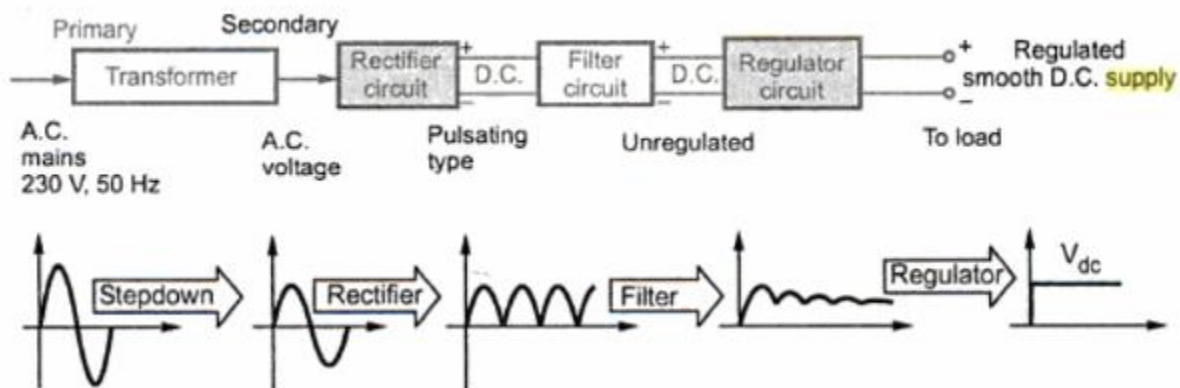 Primary
Secondary
Transformer
Rectifier
circuit
+
D.C.
−
Filter
circuit
+
D.C.
−
Regulator
circuit
+
−
Regulated
smooth D.C. supply
A.C.
mains
230 V, 50 Hz
A.C.
voltage
Pulsating
type
Unregulated
To load
Stepdown
Rectifier
Filter
Regulator
Vdc